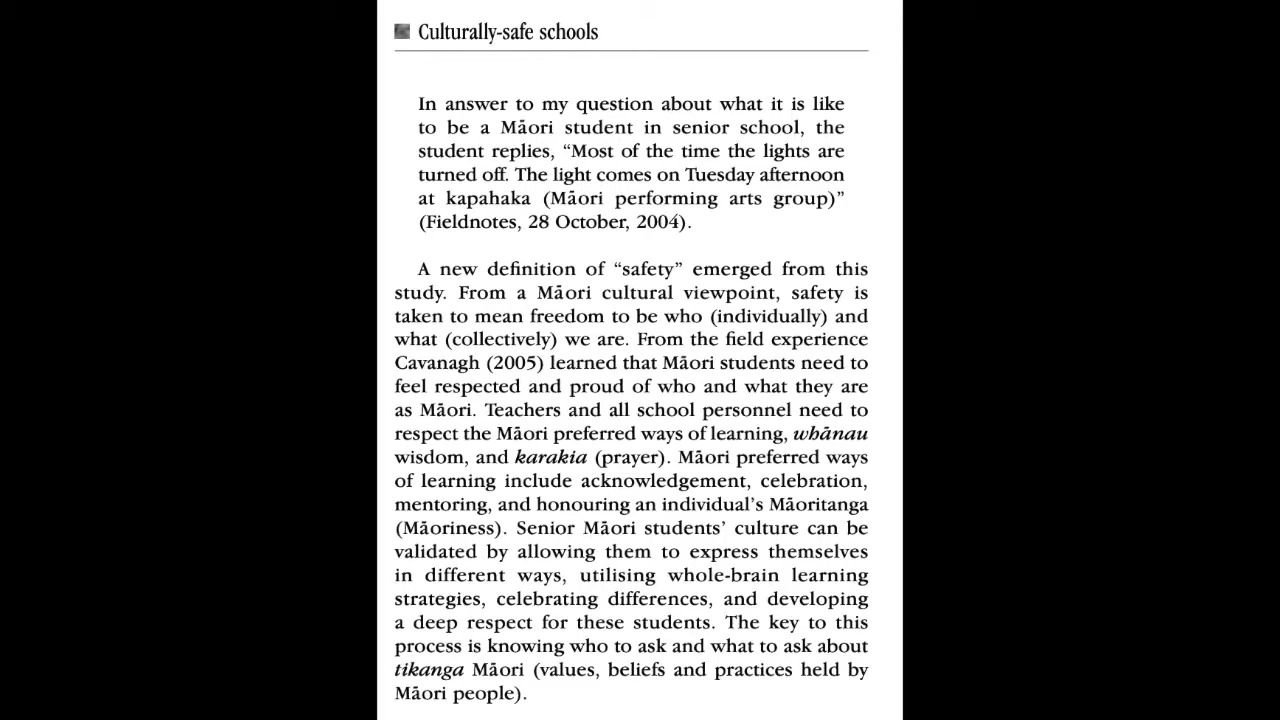 Culturally-safe schools
In answer to my question about what it is like
to be a Māori student in senior school, the
student replies, “Most of the time the lights are
turned off. The light comes on Tuesday afternoon
at kapahaka (Māori performing arts group)”
(Fieldnotes, 28 October, 2004).
A new definition of “safety” emerged from this
study. From a Māori cultural viewpoint, safety is
taken to mean freedom to be who (individually) and
what (collectively) we are. From the field experience
Cavanagh (2005) learned that Māori students need to
feel respected and proud of who and what they are
as Māori. Teachers and all school personnel need to
respect the Māori preferred ways of learning, whānau
wisdom, and karakia (prayer). Māori preferred ways
of learning include acknowledgement, celebration,
mentoring, and honouring an individual’s Māoritanga
(Māoriness). Senior Māori students’ culture can be
validated by allowing them to express themselves
in different ways, utilising whole-brain learning
strategies, celebrating differences, and developing
a deep respect for these students. The key to this
process is knowing who to ask and what to ask about
tikanga Māori (values, beliefs and practices held by
Māori people).